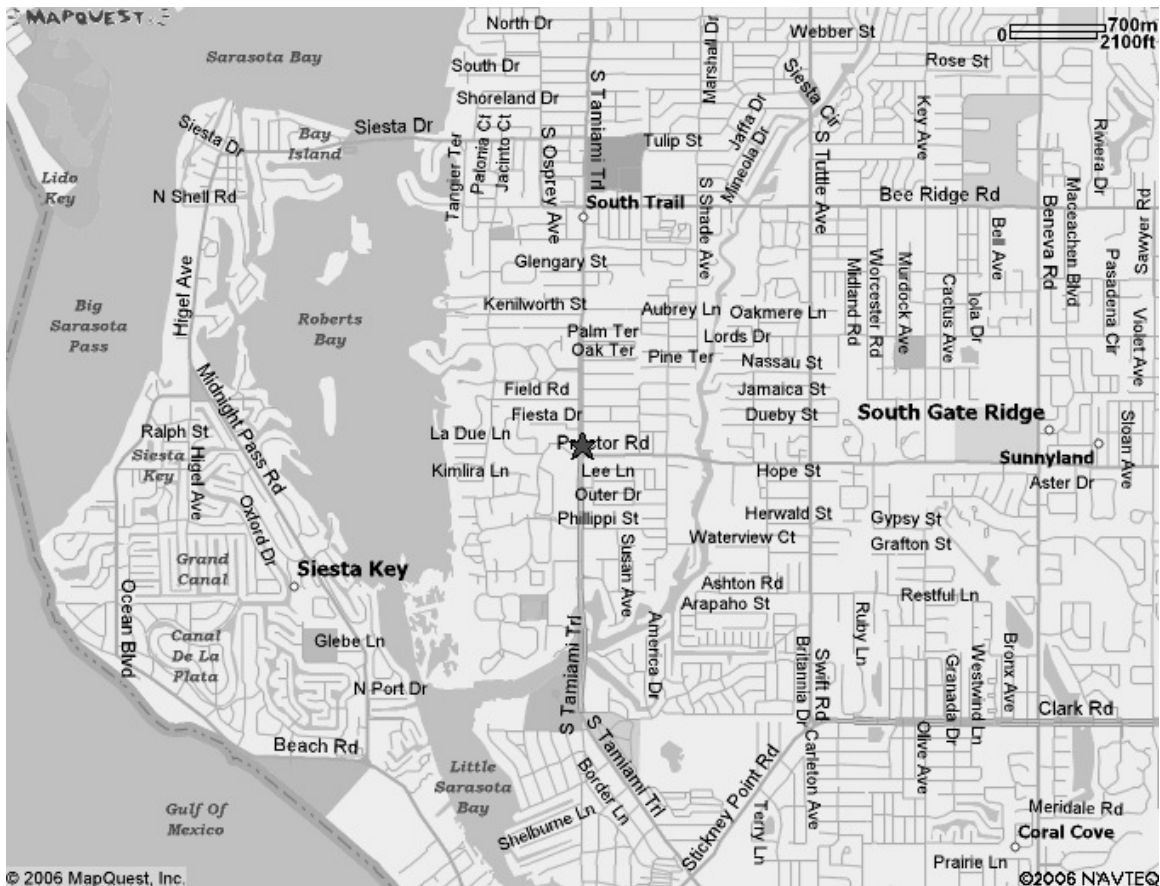 MAPQUEST
North Dr
Webber St
700m
0
2100ft
Sarasota Bay
South Dr
Marshall Dr
Rose St
Siesta Cir
S Tamiami Trl
Shoreland Dr
Key Ave
Siesta Dr
Bay
Island
Siesta Dr
Palonia Ct
Jacinto Ct
S Osprey Ave
Tulip St
Jaffa Dr
Mineola Dr
S Tuttle Ave
Riviera Dr
Tangier Ter
Lido
Key
N Shell Rd
South Trail
S Shade Ave
Bee Ridge Rd
Beneva Rd
Maceachen Blvd
Sawyer Rd
Glengary St
Bell Ave
Midland Rd
Worcester Rd
Murdock Ave
Cactus Ave
Iola Dr
Pasadena Cir
Violet Ave
Higel Ave
Big
Sarasota
Pass
Roberts
Bay
Kenilworth St
Aubrey Ln
Oakmere Ln
Palm Ter
Lords Dr
Oak Ter
Pine Ter
Nassau St
Midnight Pass Rd
Field Rd
Jamaica St
Fiesta Dr
Dueby St
South Gate Ridge
Sloan Ave
Ralph St
La Due Ln
Proctor Rd
Siesta
Key
Higel Ave
Sunnyland
Kimlira Ln
Lee Ln
Hope St
Aster Dr
Outer Dr
Oxford Dr
Phillippi St
Herwald St
Gypsy St
Waterview Ct
Grafton St
Grand
Canal
Siesta Key
Susan Ave
Ashton Rd
Restful Ln
Ocean Blvd
Arapaho St
Canal
De La
Plata
Glebe Ln
S Tamiami Trl
America Dr
Ruby Ln
Britannia Dr
Swift Rd
Granada Dr
Westwind Ln
Bronx Ave
N Port Dr
Clark Rd
Beach Rd
S Tamiami Trl
Carleton Ave
Olive Ave
Little
Sarasota
Bay
Border Ln
Stickney Point Rd
Gulf Of
Mexico
Shelburne Ln
Terry Ln
Meridale Rd
Coral Cove
Prairie Ln
© 2006 MapQuest, Inc.
©2006 NAVTEQ